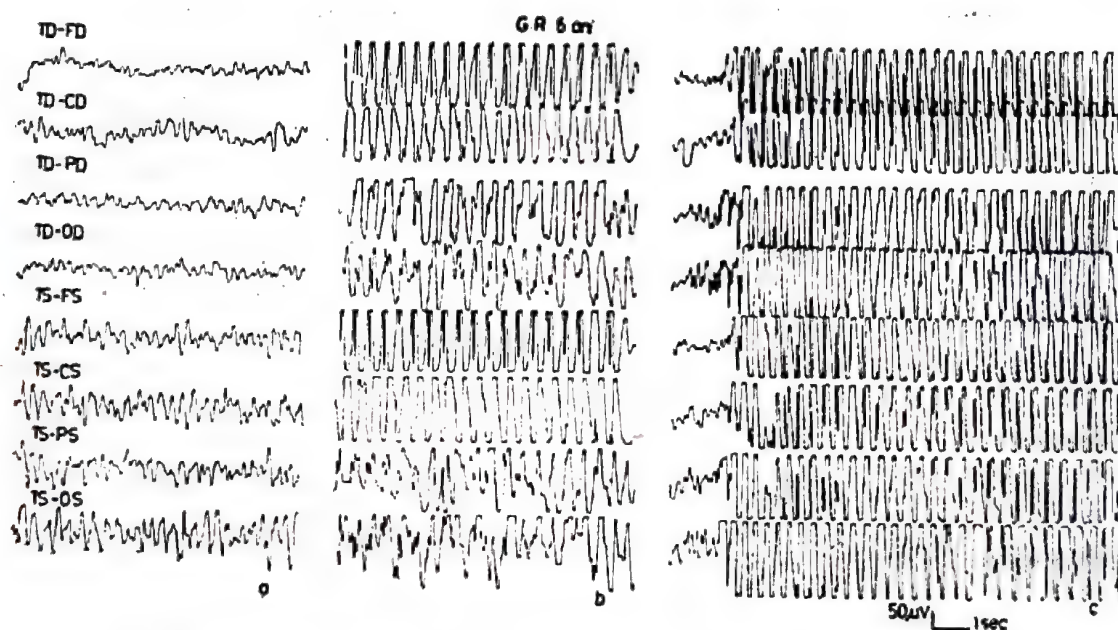 TD-FD
G.R 6 ani
TD-CD
TD-PD
TD-OD
TS-FS
TS-CS
TS-PS
TS-OS
a
b
c
50μV
1sec